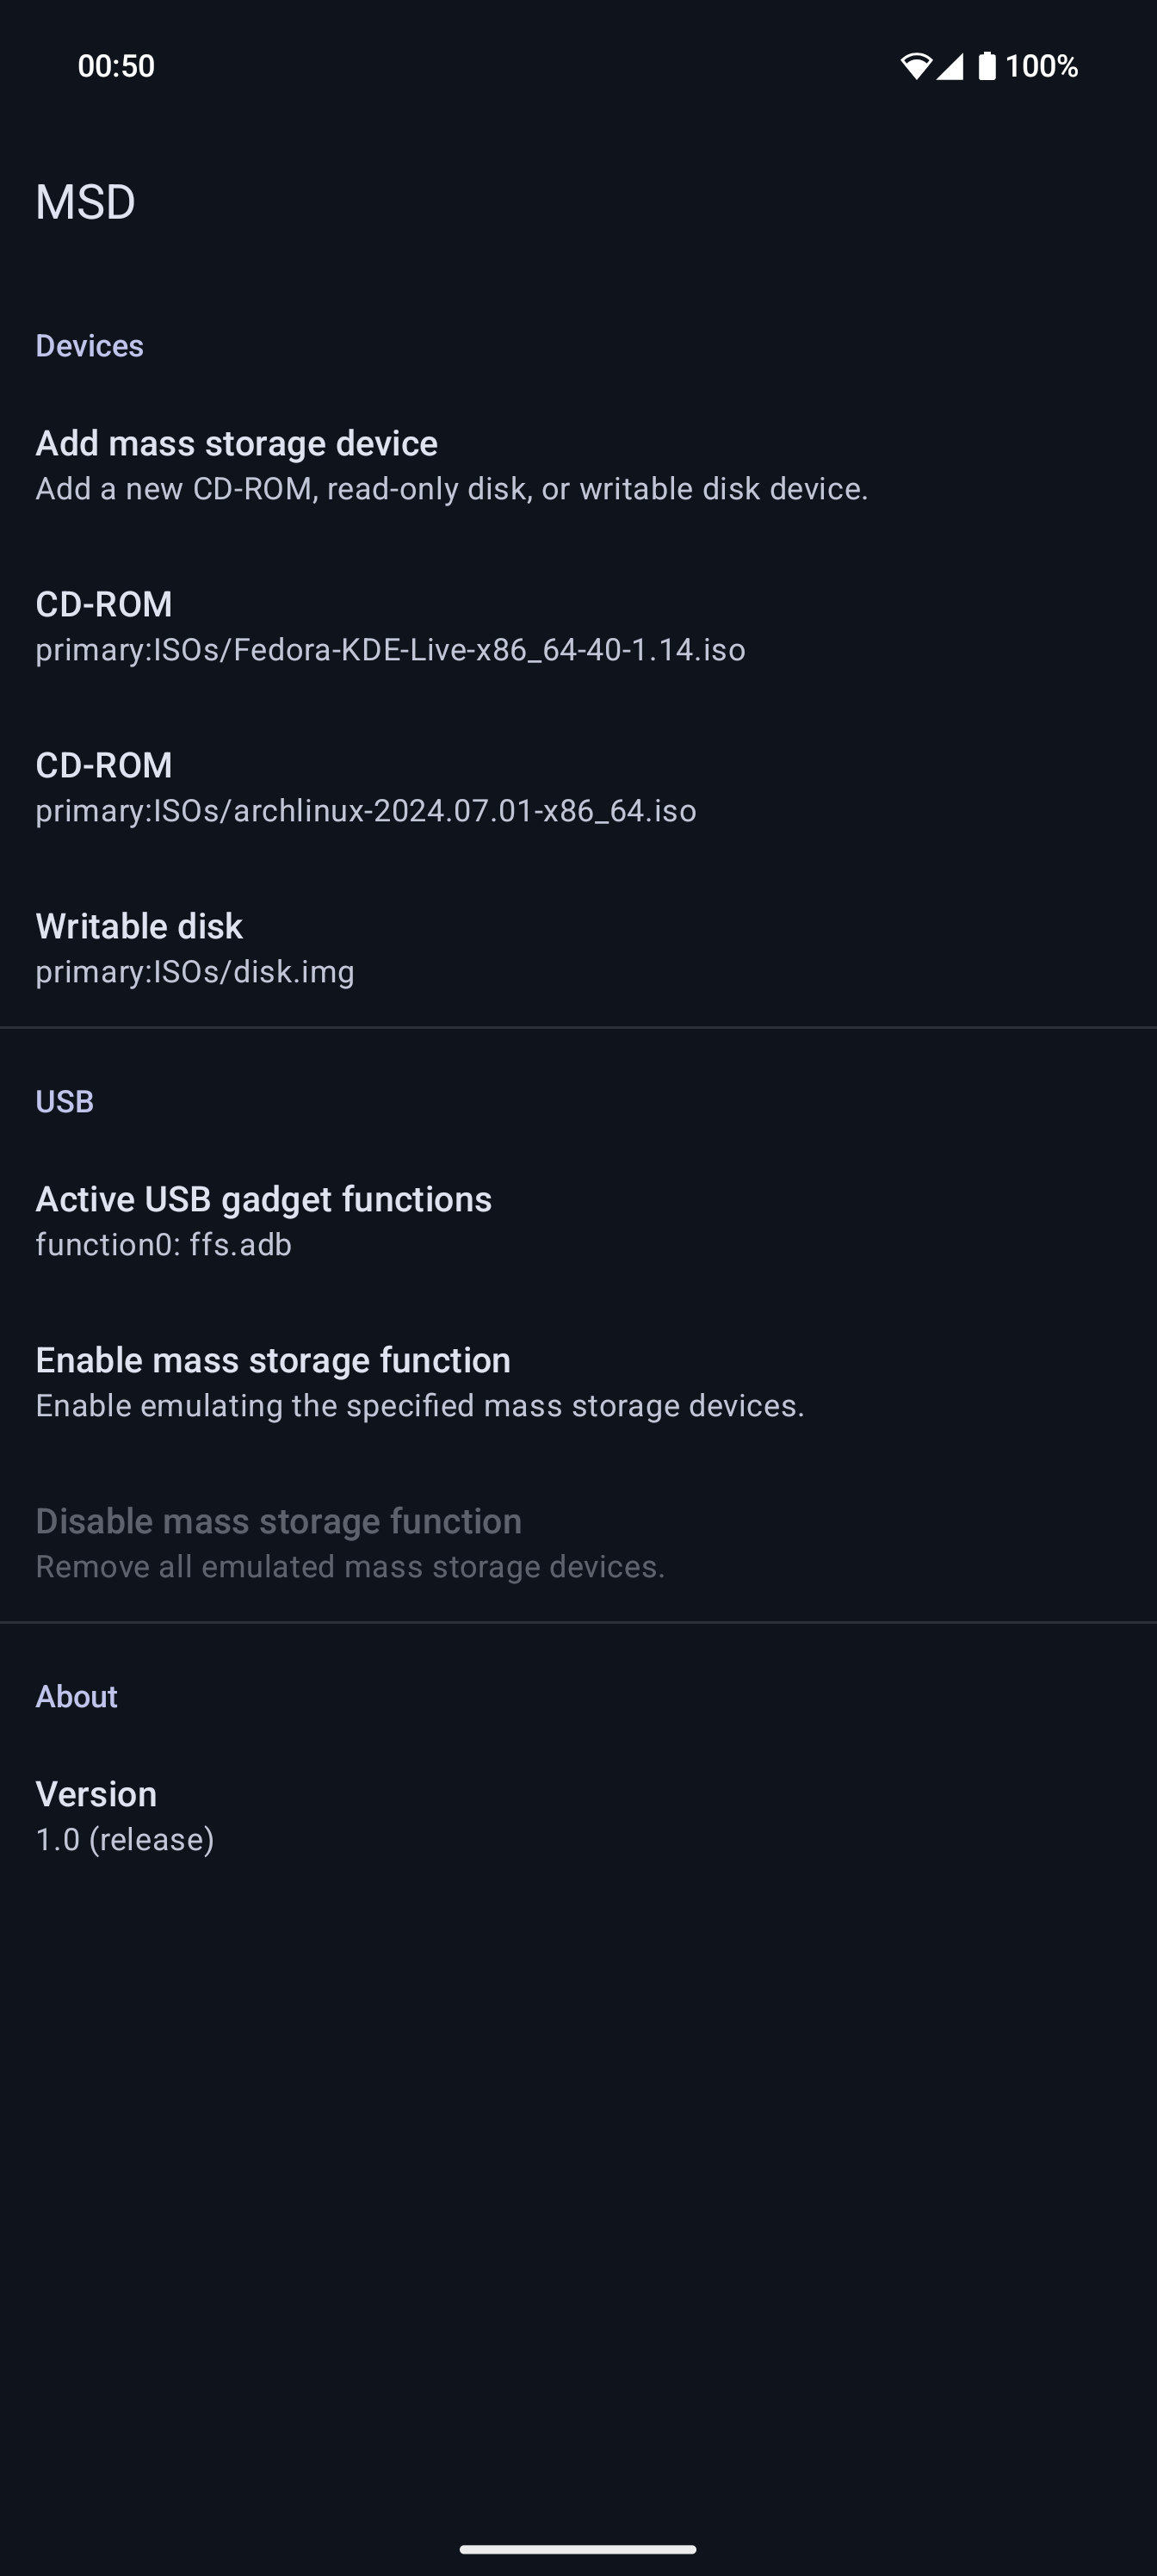 00:50
100%
MSD
Devices
Add mass storage device
Add a new CD-ROM, read-only disk, or writable disk device.
CD-ROM
primary:ISOs/Fedora-KDE-Live-x86_64-40-1.14.iso
CD-ROM
primary:ISOs/archlinux-2024.07.01-x86_64.iso
Writable disk
primary:ISOs/disk.img
USB
Active USB gadget functions
function0: ffs.adb
Enable mass storage function
Enable emulating the specified mass storage devices.
Disable mass storage function
Remove all emulated mass storage devices.
About
Version
1.0 (release)